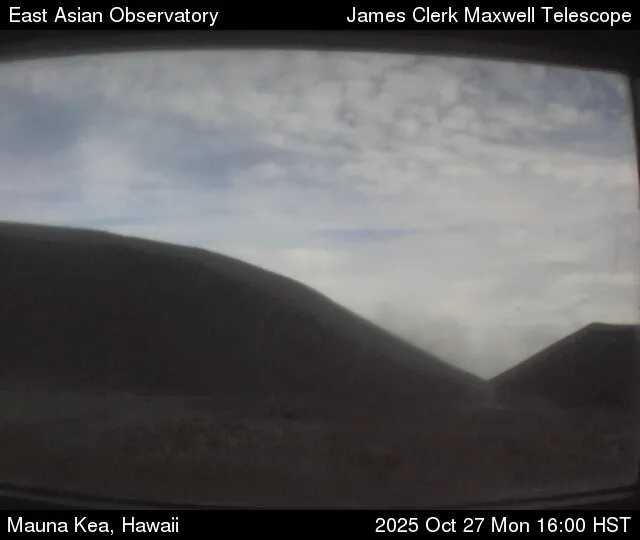 East Asian Observatory
James Clerk Maxwell Telescope
Mauna Kea, Hawaii
2025 Oct 27 Mon 16:00 HST